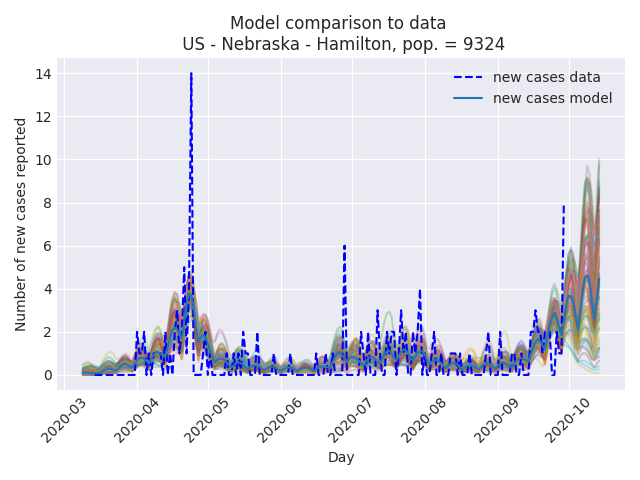 Model comparison to data
US - Nebraska - Hamilton, pop. = 9324
new cases data
new cases model
Number of new cases reported
14
12
10
8
6
4
2
0
2020-03
2020-04
2020-05
2020-06
2020-07
2020-08
2020-09
2020-10
Day